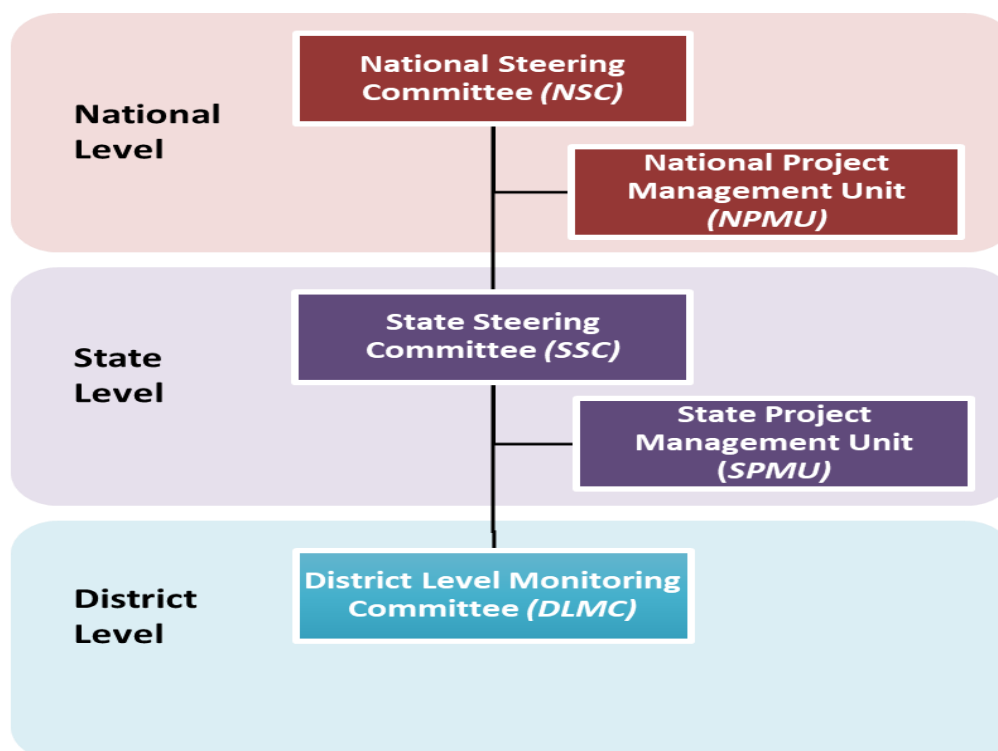 National Steering
Committee (NSC)
National
Level
National Project
Management Unit
(NPMU)
State Steering
Committee (SSC)
State
Level
State Project
Management Unit
(SPMU)
District Level Monitoring
Committee (DLMC)
District
Level